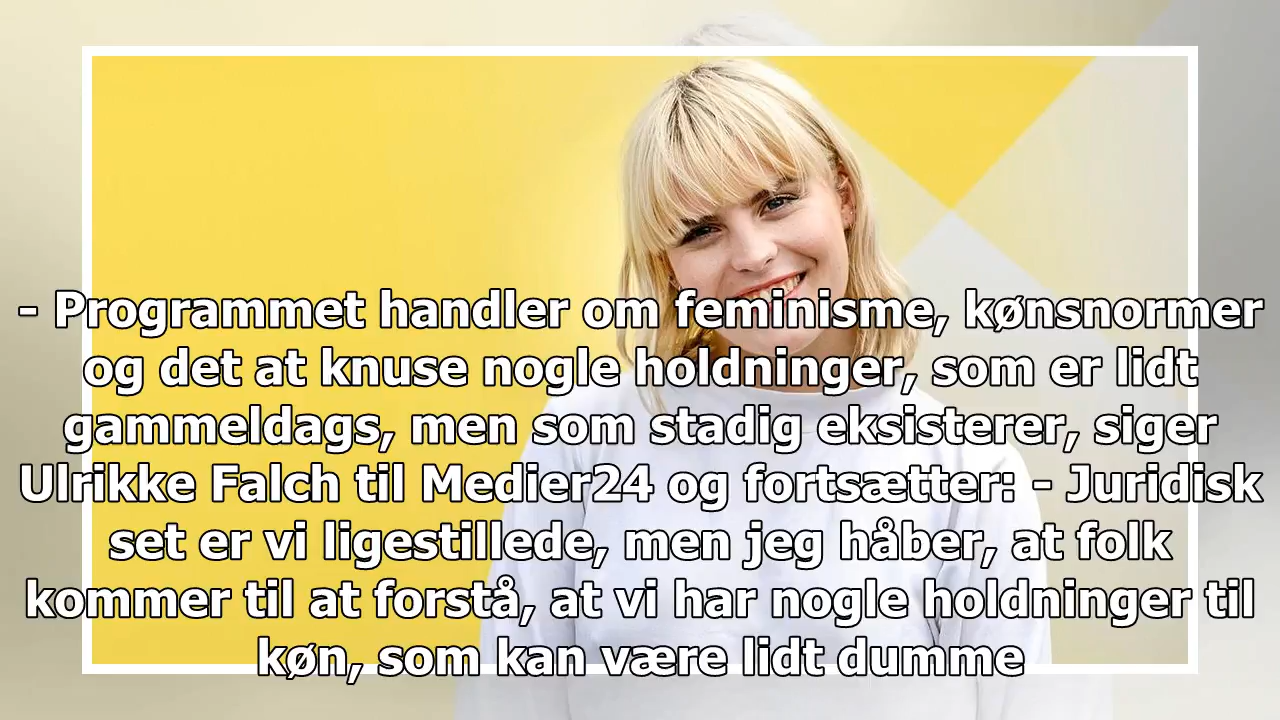 - Programmet handler om feminisme, kønsnormer
og det at knuse nogle holdninger, som er lidt
gammeldags, men som stadig eksisterer, siger
Ulrikke Falch til Medier24 og fortsætter: - Juridisk
set er vi ligestillede, men jeg håber, at folk
kommer til at forstå, at vi har nogle holdninger til
køn, som kan være lidt dumme